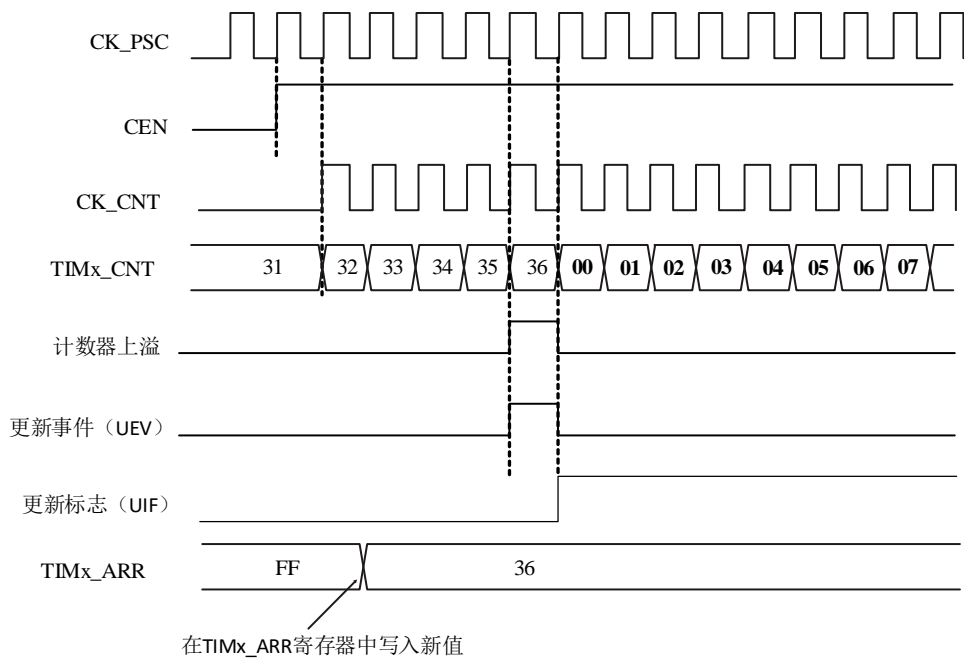 CK_PSC
CEN
CK_CNT
TIMx_CNT 31 32 33 34 35 36 00 01 02 03 04 05 06 07
计数器上溢
更新事件（UEV）
更新标志（UIF）
TIMx_ARR FF 36
在TIMx_ARR寄存器中写入新值